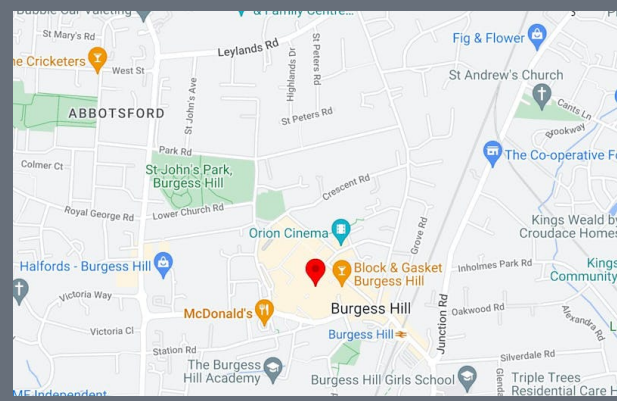 & Family Centre...
St Mary's Rd
Leylands Rd
Fig & Flower
he Cricketers
West St
Highlands Dr
St Peters Rd
St Andrew's Church
ABBOTSFORD
St John's Ave
St Peters Rd
Cants Ln
Brookway
Park Rd
The Co-operative Fo
Colmer Ct
St John's Park,
Burgess Hill
Crescent Rd
Royal George Rd
Lower Church Rd
Kings Weald by
Croudace Homes
Orion Cinema
Grove Rd
Halfords - Burgess Hill
Block & Gasket
Burgess Hill
Inholmes Park Rd
Kings
Community
Victoria Way
McDonald's
Burgess Hill
Junction Rd
Oakwood Rd
Alexandra Rd
Victoria Cl
Burgess Hill
Station Rd
Silverdale Rd
The Burgess
Hill Academy
Burgess Hill Girls School
Triple Trees
Residential Care H
ME Independent
Glenda